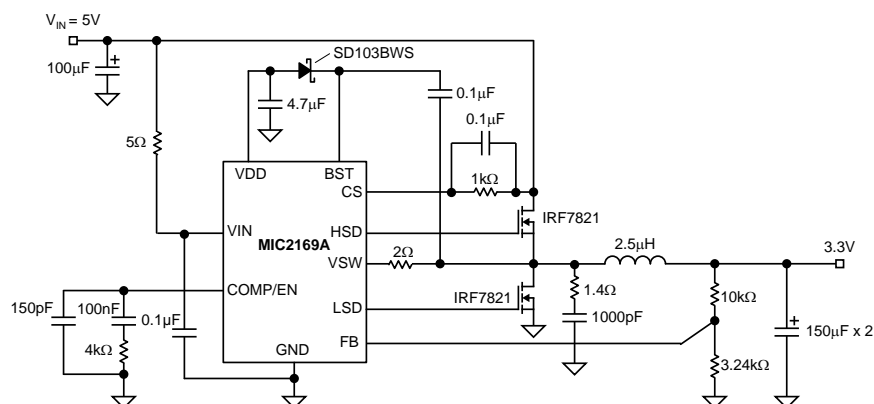 VIN = 5V
SD103BWS
100μF
+
4.7μF
0.1μF
0.1μF
5Ω
VDD
BST
CS
1kΩ
IRF7821
VIN
MIC2169A
HSD
2.5μH
3.3V
VSW
2Ω
COMP/EN
IRF7821
1.4Ω
10kΩ
150pF
100nF
0.1μF
LSD
1000pF
+
150μF x 2
4kΩ
GND
FB
3.24kΩ